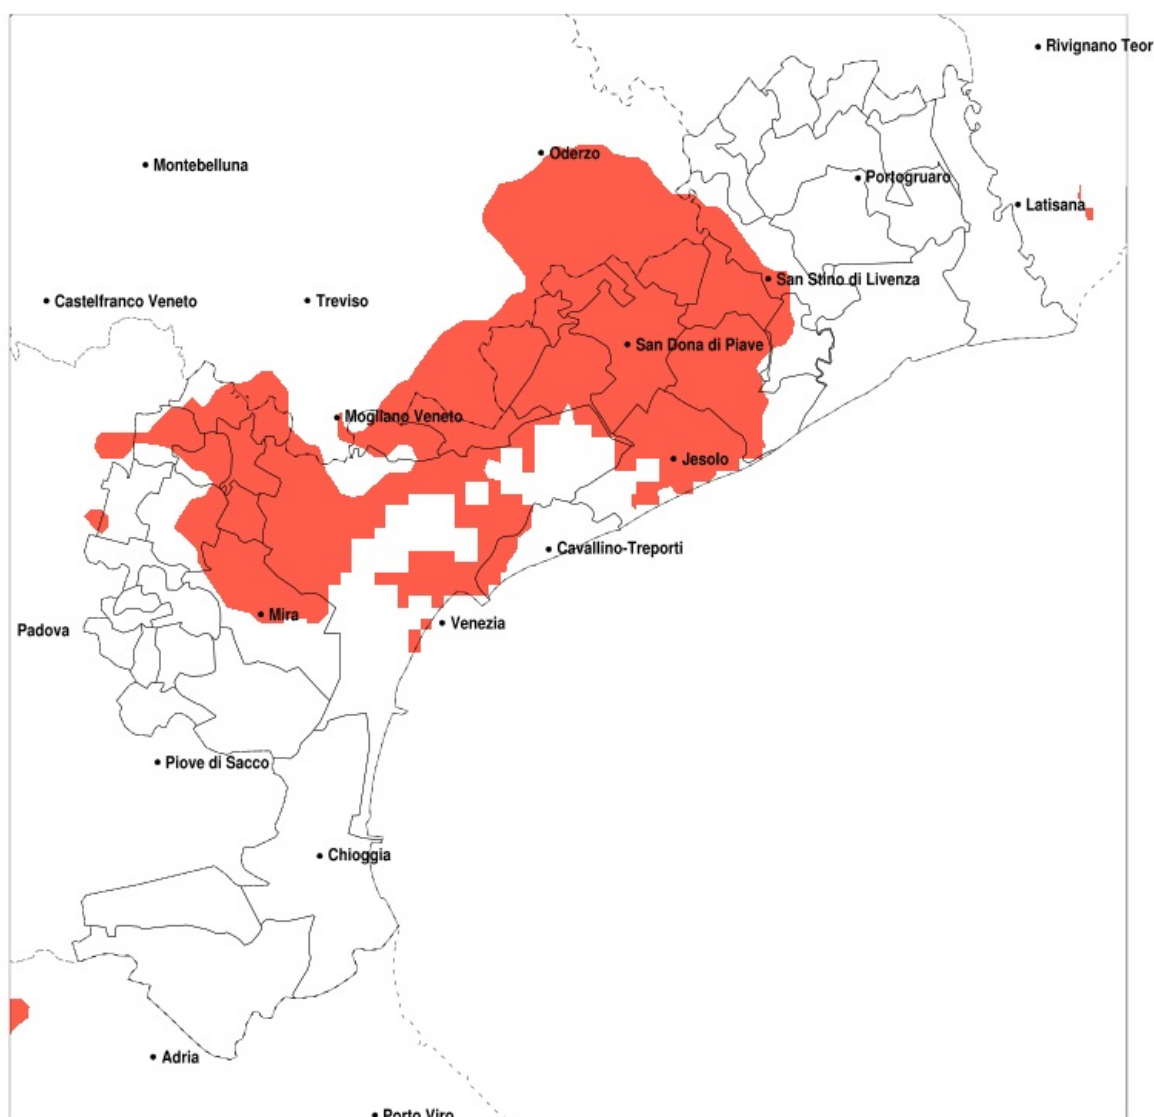 Rivignano Teor
Oderzo
Montebelluna
Portogruaro
Latisana
San Stino di Livenza
Castelfranco Veneto
Treviso
San Dona di Piave
Mogliano Veneto
Jesolo
Cavallino-Treporti
Mira
Venezia
Padova
Piove di Sacco
Chioggia
Adria
Porto Viro